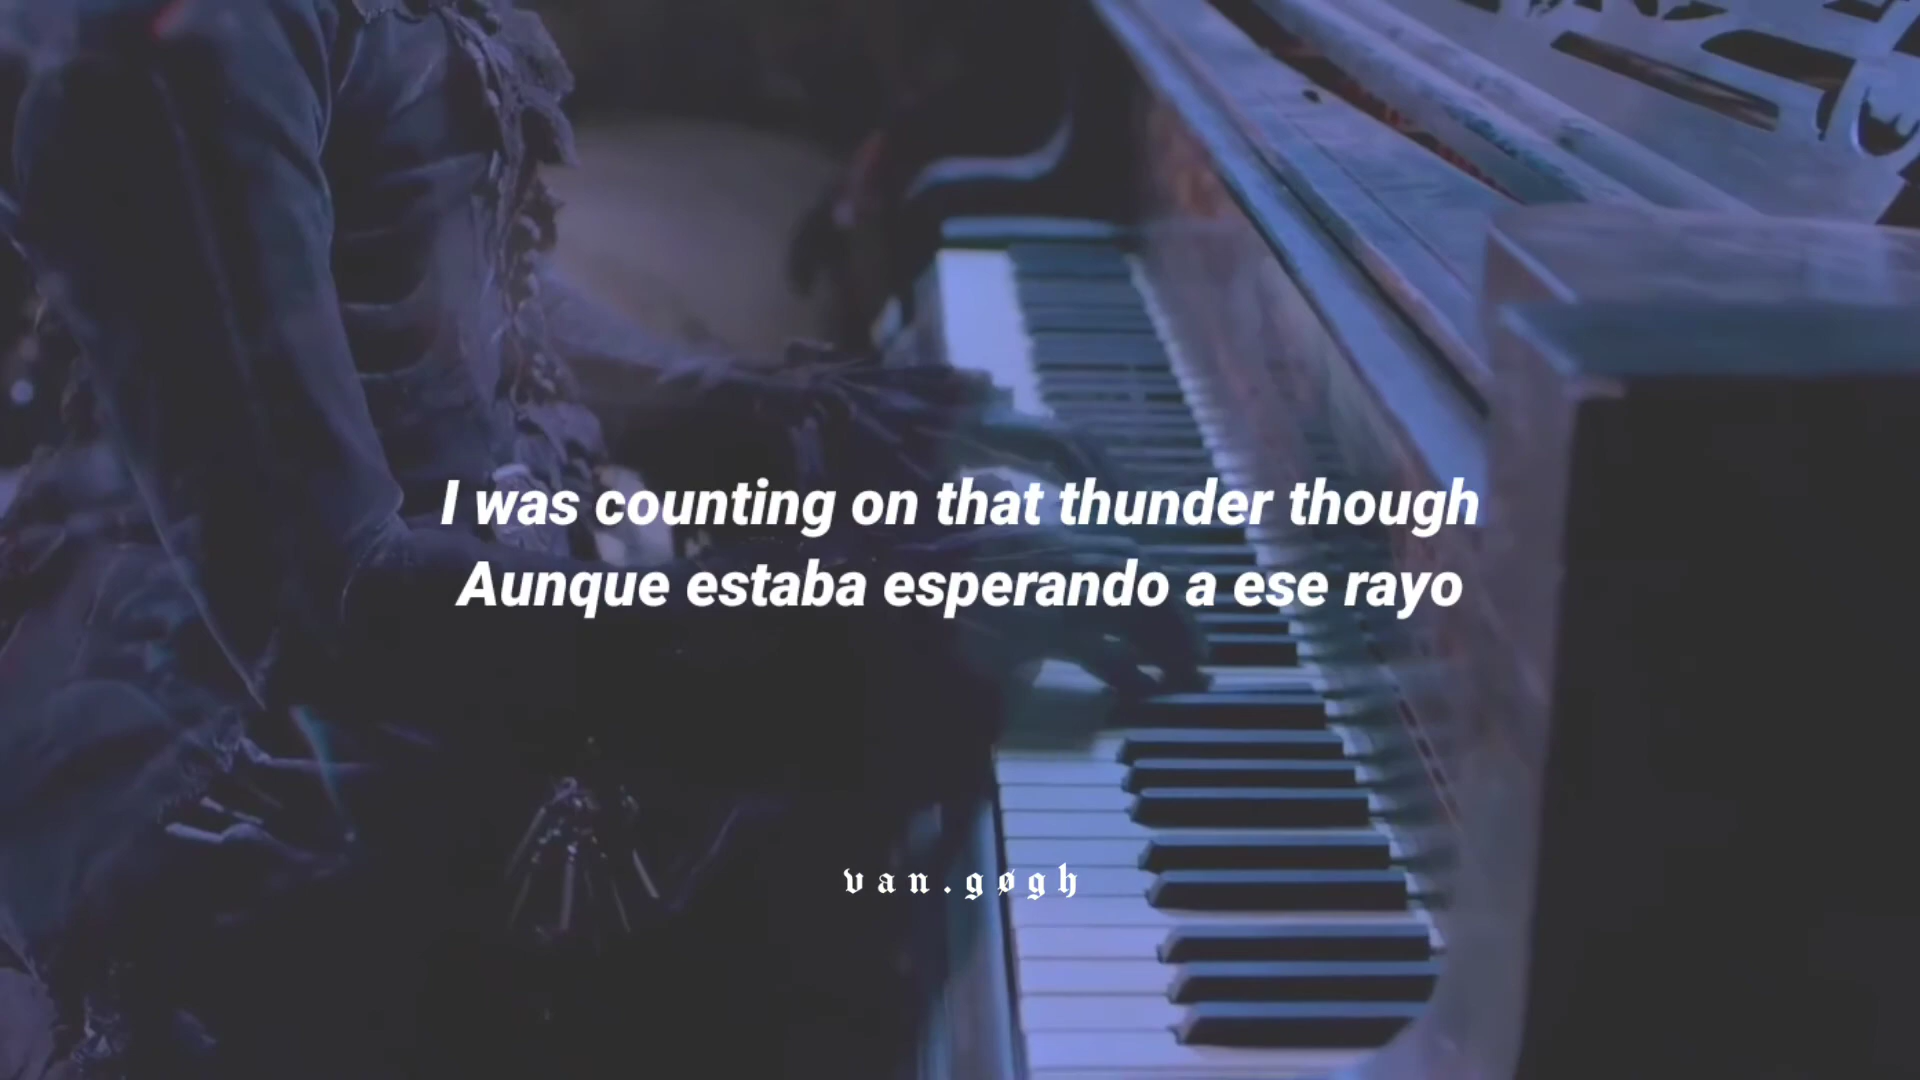 I was counting on that thunder though
Aunque estaba esperando a ese rayo
van.gøgh